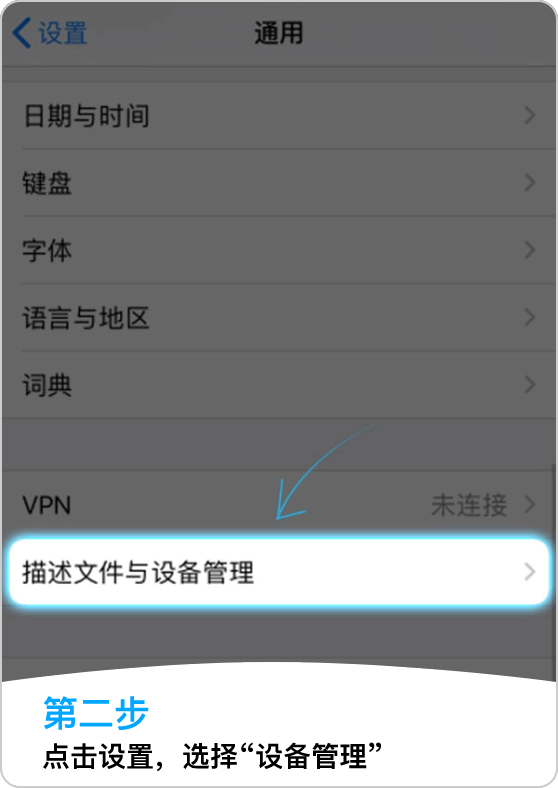 设置 通用
日期与时间
键盘
字体
语言与地区
词典
VPN 未连接
描述文件与设备管理
第二步
点击设置，选择“设备管理”